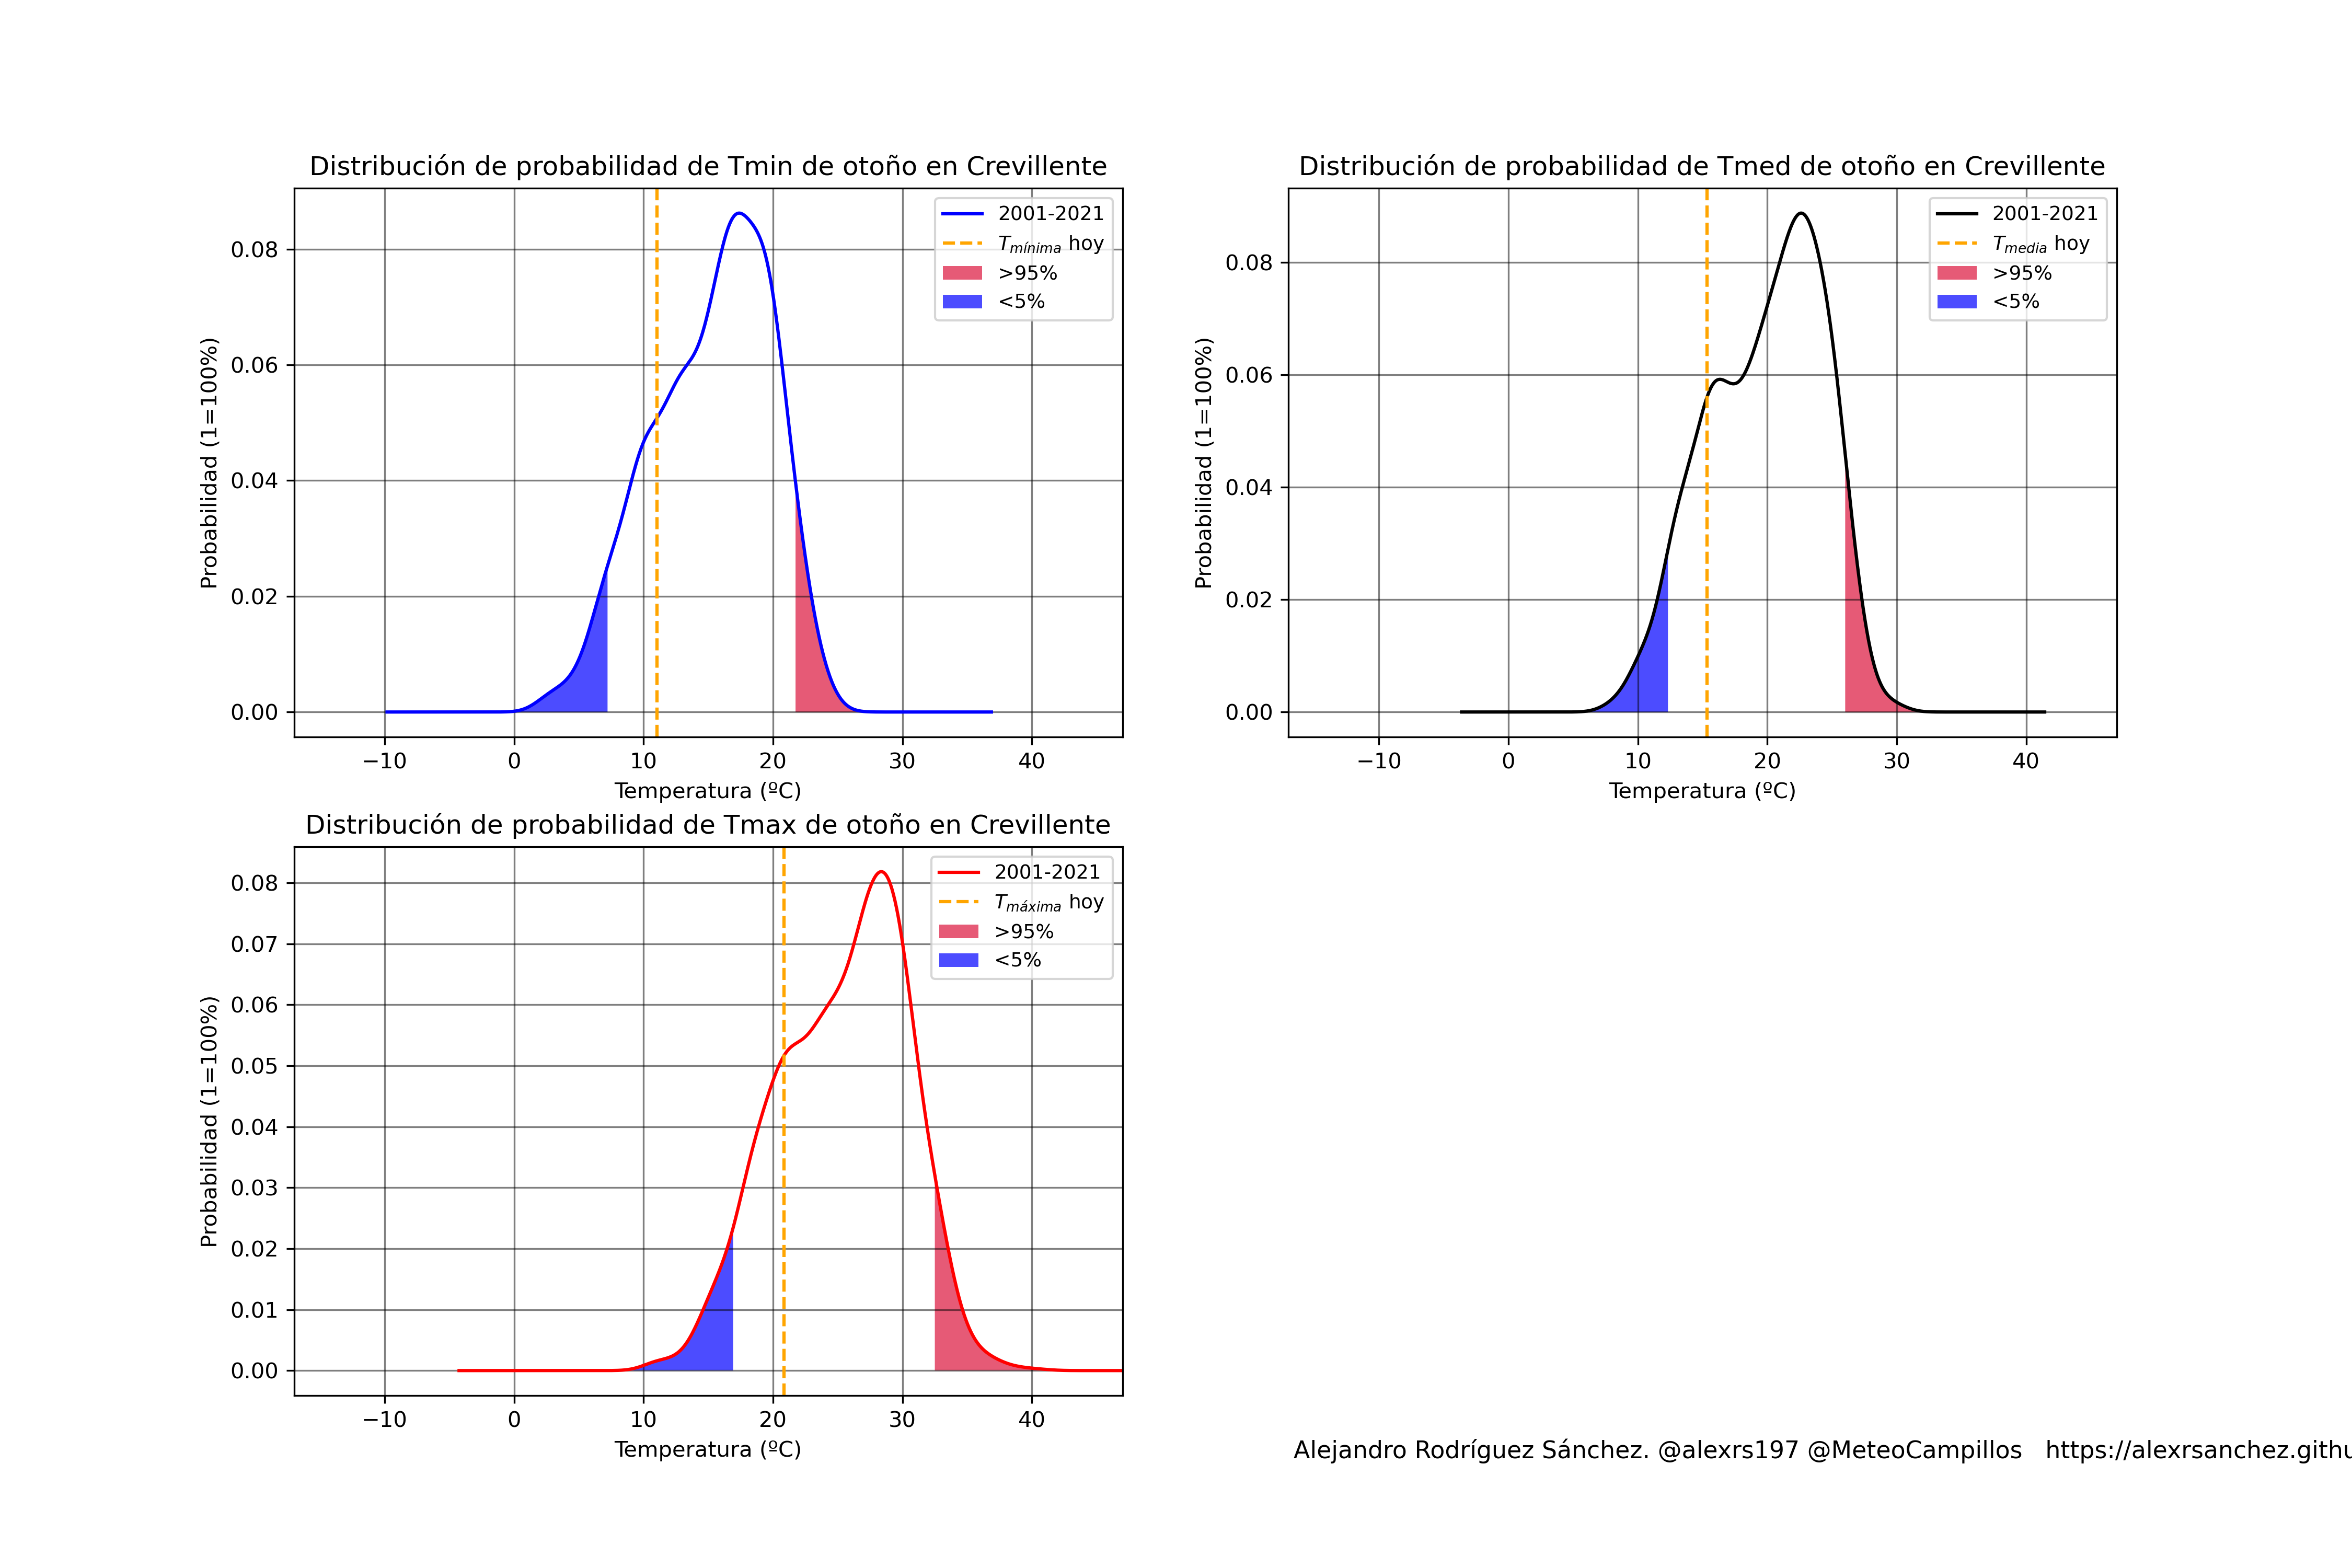 Distribución de probabilidad de Tmin de otoño en Crevillente
Probabilidad (1=100%)
0.08
0.06
0.04
0.02
0.00
−10 0 10 20 30 40
Temperatura (ºC)
2001-2021
Tmínima hoy
>95%
<5%
Distribución de probabilidad de Tmed de otoño en Crevillente
Probabilidad (1=100%)
0.08
0.06
0.04
0.02
0.00
−10 0 10 20 30 40
Temperatura (ºC)
2001-2021
Tmedia hoy
>95%
<5%
Distribución de probabilidad de Tmax de otoño en Crevillente
Probabilidad (1=100%)
0.08
0.07
0.06
0.05
0.04
0.03
0.02
0.01
0.00
−10 0 10 20 30 40
Temperatura (ºC)
2001-2021
Tmáxima hoy
>95%
<5%
Alejandro Rodríguez Sánchez. @alexrs197 @MeteoCampillos https://alexrsanchez.githu